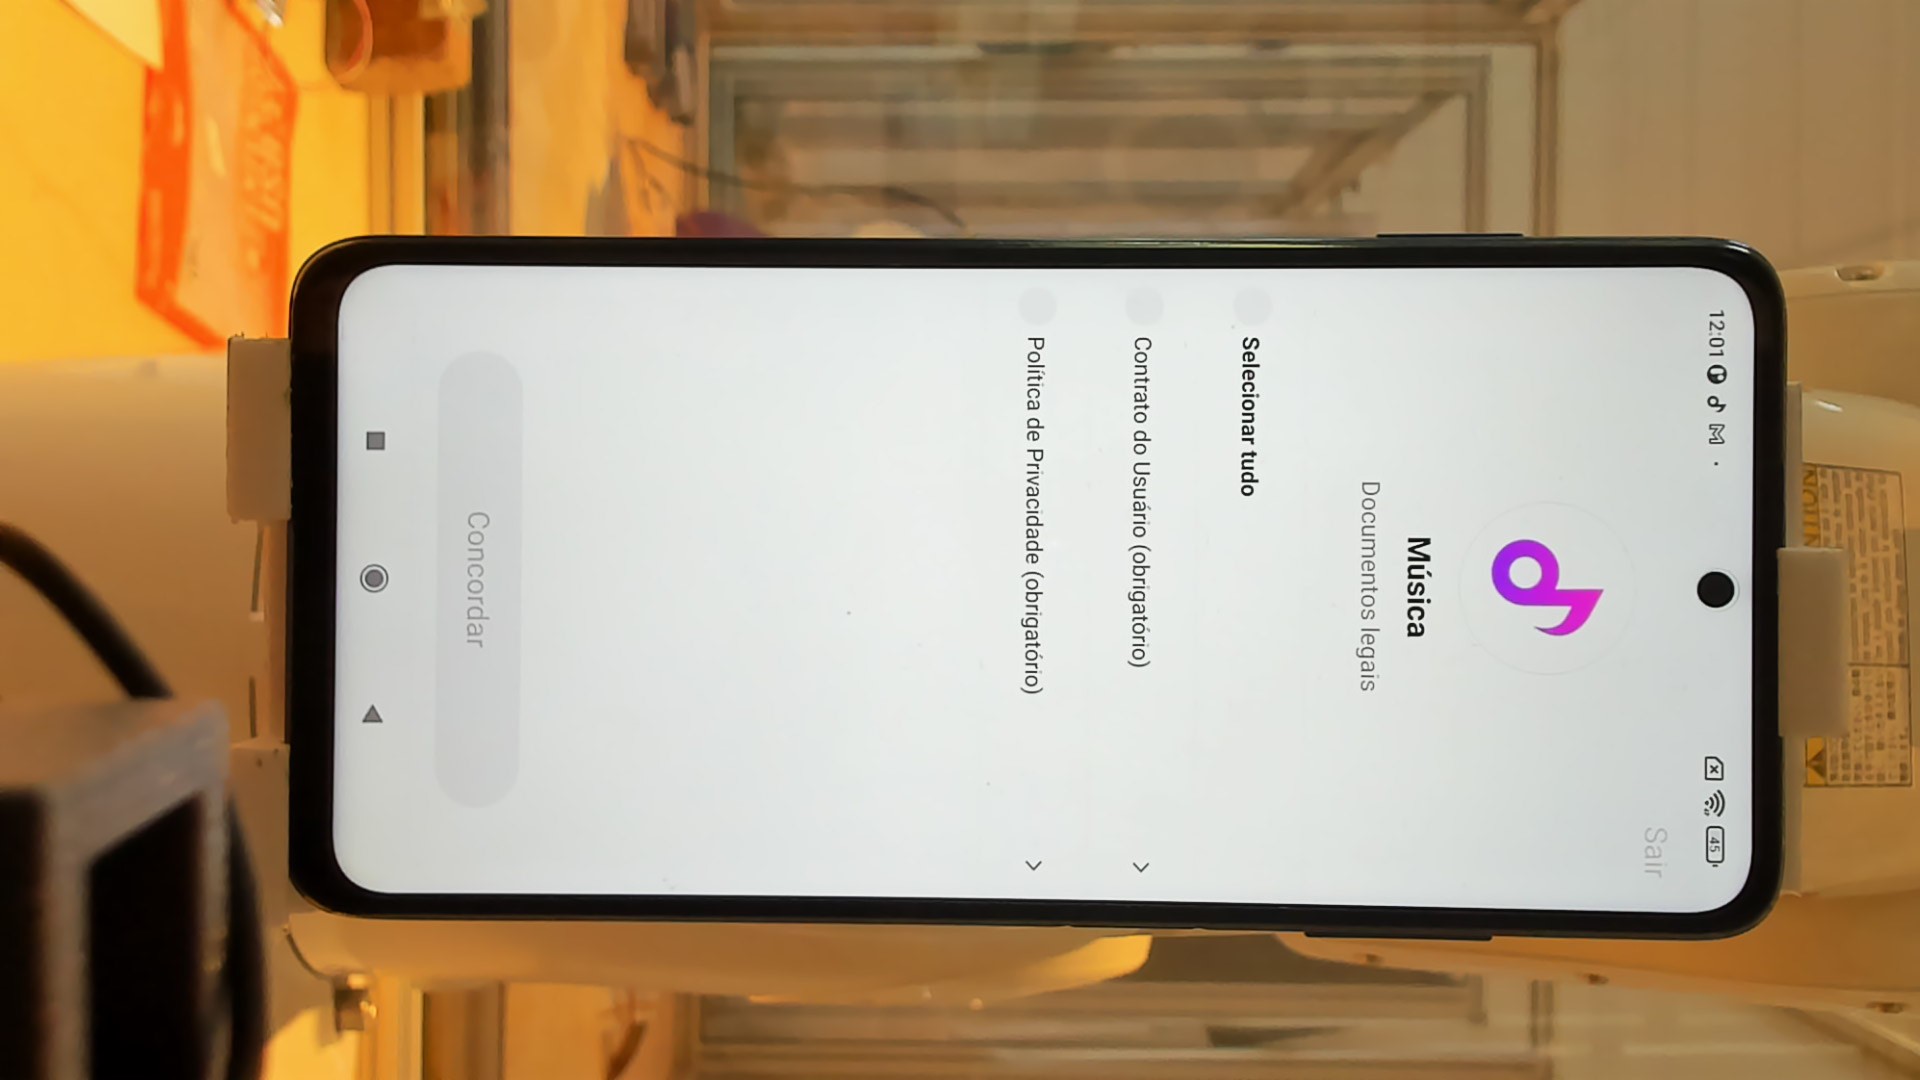 12:01
45
Sair
Música
Documentos legais
Selecionar tudo
Contrato do Usuário (obrigatório)
Política de Privacidade (obrigatório)
Concordar